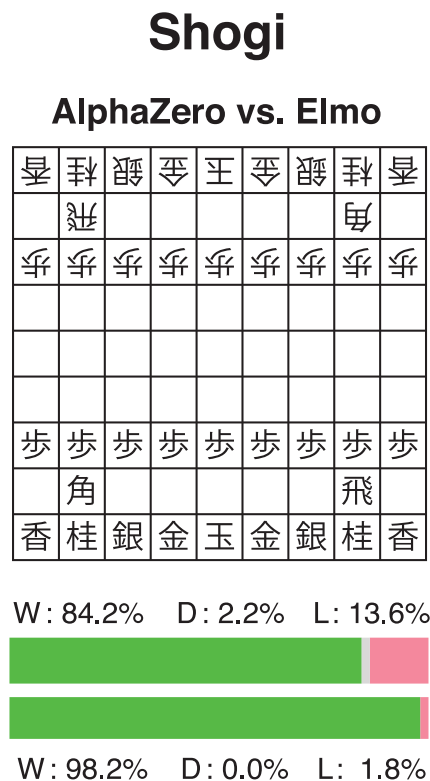 Shogi
AlphaZero vs. Elmo
香桂銀金玉金銀桂香
飛角
歩歩歩歩歩歩歩歩歩
歩歩歩歩歩歩歩歩歩
角飛
香桂銀金玉金銀桂香
W: 84.2% D: 2.2% L: 13.6%
W: 98.2% D: 0.0% L: 1.8%